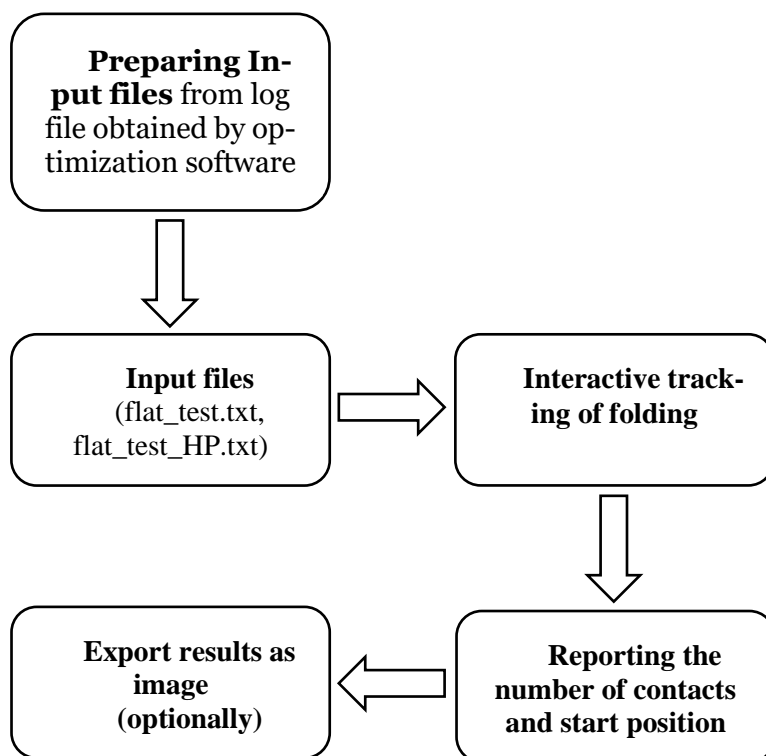 Preparing In-
put files from log
file obtained by op-
timization software
Input files
(flat_test.txt,
flat_test_HP.txt)
Interactive track-
ing of folding
Reporting the
number of contacts
and start position
Export results as
image
(optionally)